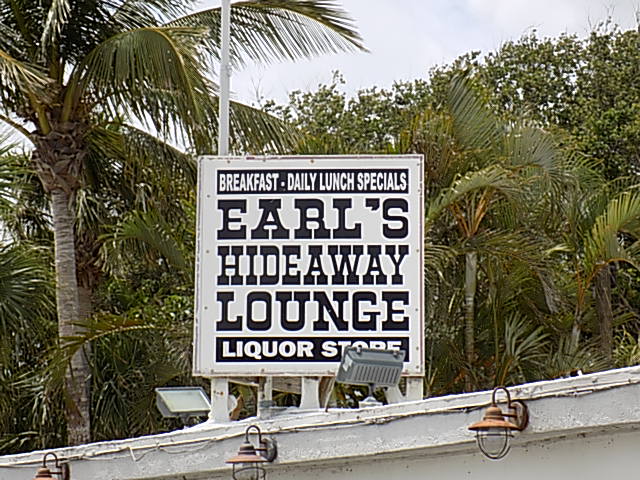 BREAKFAST - DAILY LUNCH SPECIALS
EARL'S
HIDEAWAY
LOUNGE
LIQUOR STORE